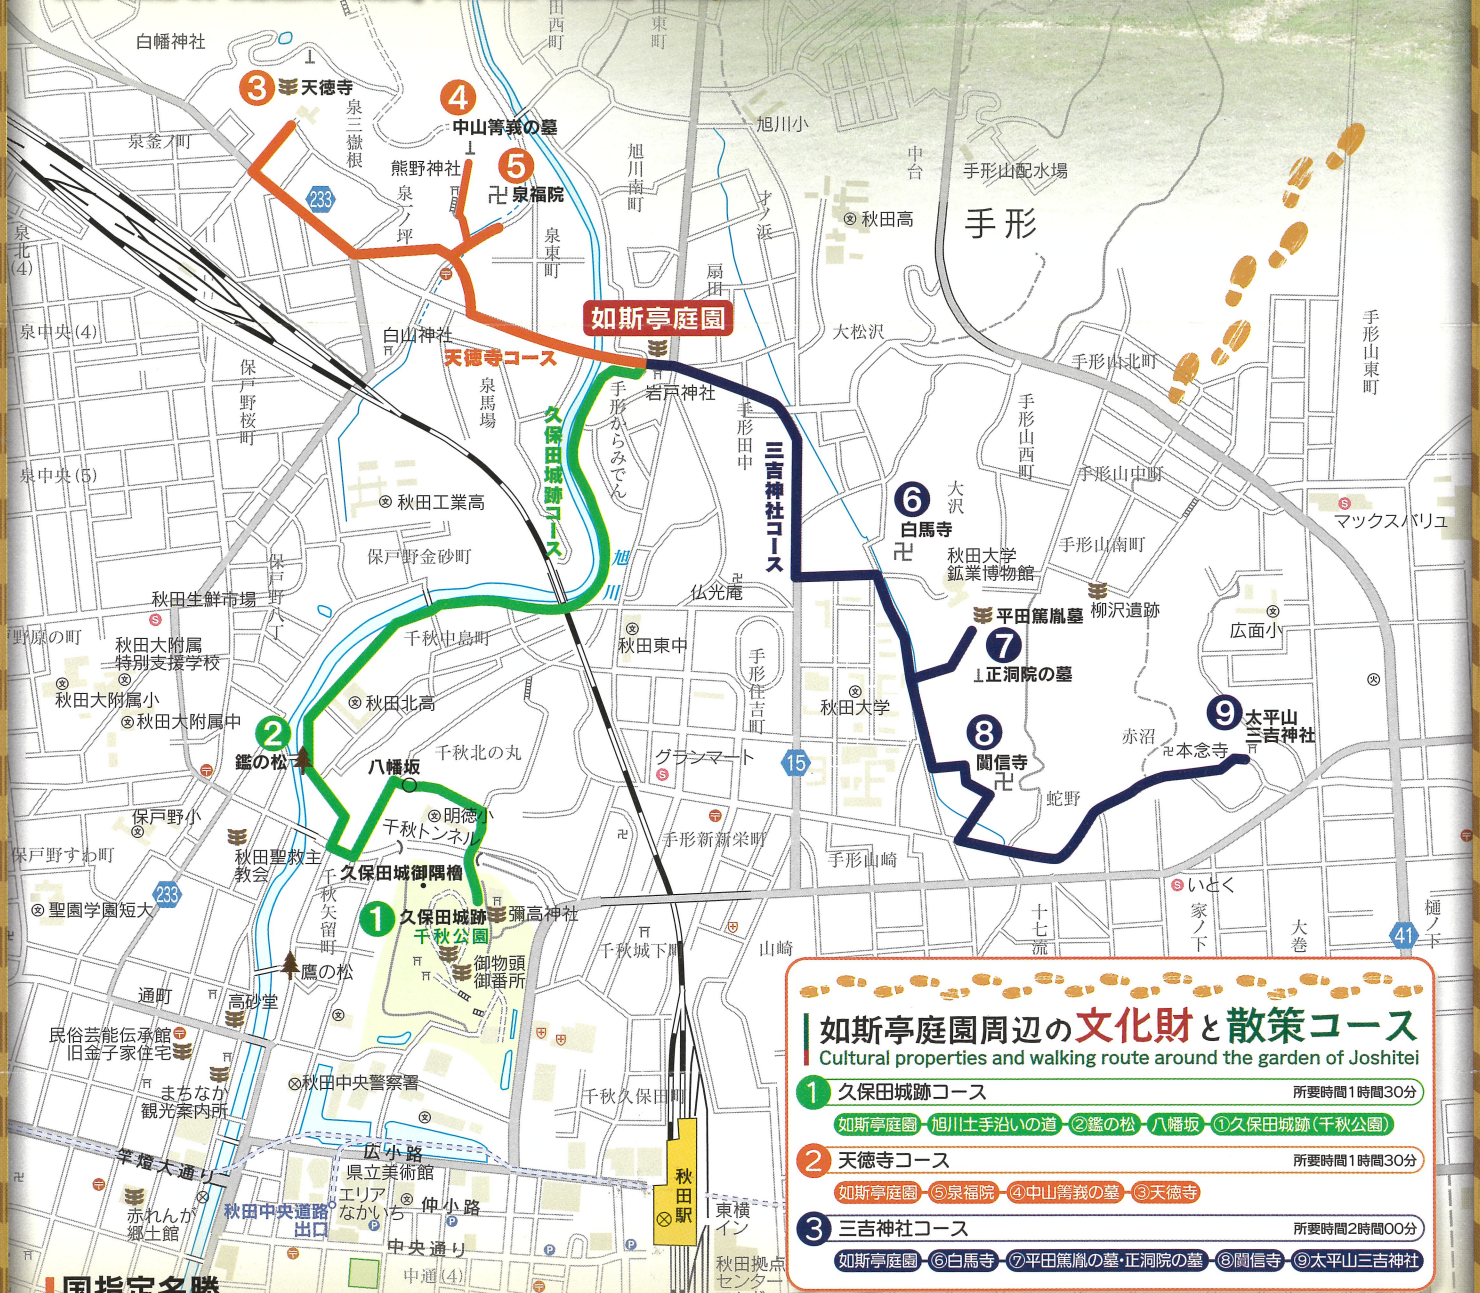 白幡神社
③
天徳寺
泉三嶽根
泉釜ノ町
233
④
中山菁莪の墓
熊野神社
⑤
泉福院
泉一ノ坪
泉東町
泉北(4)
旭川南町
旭川小
才ノ浜
扇田
中台
手形山配水場
手形
秋田高
大松沢
手形山北町
手形山東町
泉中央(4)
白山神社
天徳寺コース
如斯亭庭園
岩戸神社
保戸野桜町
泉馬場
手形からみでん
手形田中
手形山西町
手形山中町
泉中央(5)
久保田城跡コース
三吉神社コース
秋田工業高
⑥
白馬寺
大沢
マックスバリュ
保戸野金砂町
旭川
秋田大学
鉱業博物館
手形山南町
保戸野八丁
仏光庵
柳沢遺跡
秋田生鮮市場
平田篤胤墓
⑦
正洞院の墓
広面小
千秋中島町
秋田東中
秋田大附属
特別支援学校
秋田大附属小
秋田大附属中
秋田北高
手形住吉町
秋田大学
⑨
太平山
三吉神社
②
鑑の松
八幡坂
千秋北の丸
グランマート
15
⑧
闐信寺
赤沼
本念寺
蛇野
保戸野小
明徳小
千秋トンネル
手形新栄町
手形山崎
保戸野すわ町
秋田聖救主
教会
久保田城御隅櫓
千秋矢留町
233
聖園学園短大
①
久保田城跡
千秋公園
彌高神社
いとく
家ノ下
十七流
大巻
樋ノ下
41
山崎
千秋城下町
鷹の松
御物頭
御番所
通町
高砂堂
民俗芸能伝承館
旧金子家住宅
秋田中央警察署
まちなか
観光案内所
千秋久保田町
竿燈大通り
広小路
県立美術館
エリア
なかいち
仲小路
赤れんが
郷土館
秋田中央道路
出口
中央通り
中通(4)
秋田駅
東横
イン
秋田拠点
センター
国指定名勝
如斯亭庭園周辺の文化財と散策コース
Cultural properties and walking route around the garden of Joshitei
① 久保田城跡コース 所要時間1時間30分
如斯亭庭園-旭川土手沿いの道-②鑑の松-八幡坂-①久保田城跡(千秋公園)
② 天徳寺コース 所要時間1時間30分
如斯亭庭園-⑤泉福院-④中山菁莪の墓-③天徳寺
③ 三吉神社コース 所要時間2時間00分
如斯亭庭園-⑥白馬寺-⑦平田篤胤の墓・正洞院の墓-⑧闐信寺-⑨太平山三吉神社